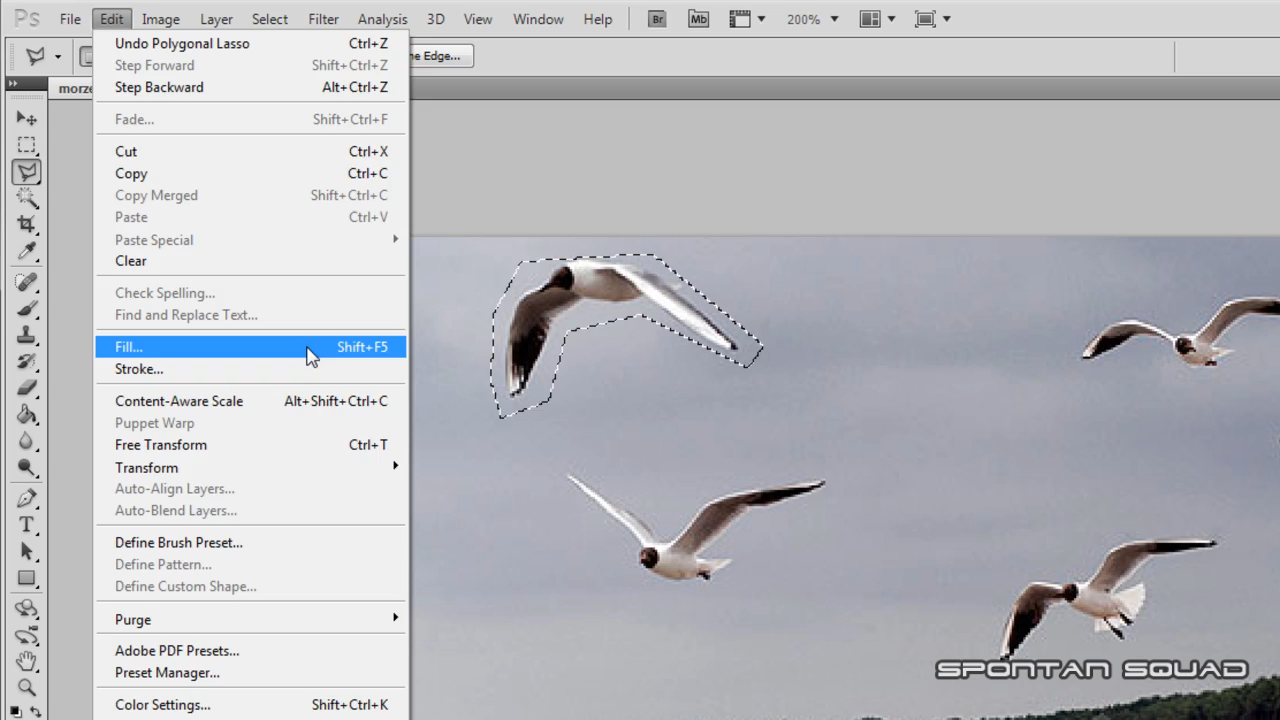 Ps File Edit Image Layer Select Filter Analysis 3D View Window Help Br Mb 200%
Undo Polygonal Lasso Ctrl+Z
ne Edge...
Step Forward Shift+Ctrl+Z
Step Backward Alt+Ctrl+Z
morze
Fade... Shift+Ctrl+F
Cut Ctrl+X
Copy Ctrl+C
Copy Merged Shift+Ctrl+C
Paste Ctrl+V
Paste Special
Clear
Check Spelling...
Find and Replace Text...
Fill... Shift+F5
Stroke...
Content-Aware Scale Alt+Shift+Ctrl+C
Puppet Warp
Free Transform Ctrl+T
Transform
Auto-Align Layers...
Auto-Blend Layers...
T
Define Brush Preset...
Define Pattern...
Define Custom Shape...
Purge
Adobe PDF Presets...
Preset Manager...
SPONTAN SQUAD
Color Settings... Shift+Ctrl+K